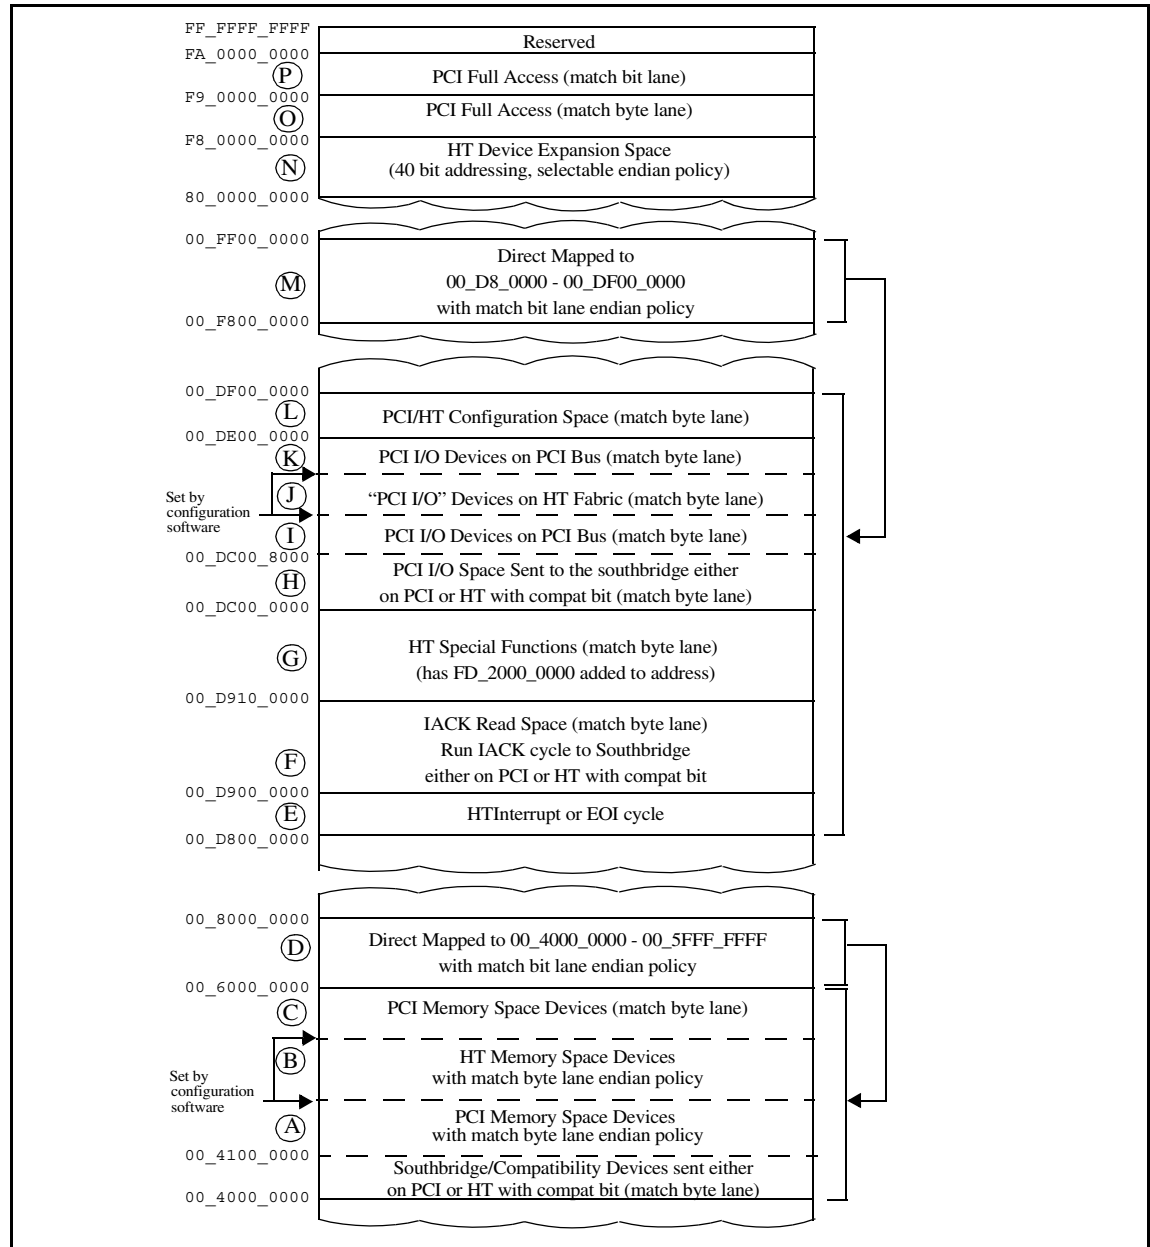 FF_FFFF_FFFF
Reserved
FA_0000_0000
P
PCI Full Access (match bit lane)
F9_0000_0000
O
PCI Full Access (match byte lane)
F8_0000_0000
N
HT Device Expansion Space
(40 bit addressing, selectable endian policy)
80_0000_0000
00_FF00_0000
M
Direct Mapped to
00_D8_0000 - 00_DF00_0000
with match bit lane endian policy
00_F800_0000
00_DF00_0000
L
PCI/HT Configuration Space (match byte lane)
00_DE00_0000
K
PCI I/O Devices on PCI Bus (match byte lane)
J
“PCI I/O” Devices on HT Fabric (match byte lane)
Set by
configuration
software
I
PCI I/O Devices on PCI Bus (match byte lane)
00_DC00_8000
H
PCI I/O Space Sent to the southbridge either
on PCI or HT with compat bit (match byte lane)
00_DC00_0000
G
HT Special Functions (match byte lane)
(has FD_2000_0000 added to address)
00_D910_0000
F
IACK Read Space (match byte lane)
Run IACK cycle to Southbridge
either on PCI or HT with compat bit
00_D900_0000
E
HTInterrupt or EOI cycle
00_D800_0000
00_8000_0000
D
Direct Mapped to 00_4000_0000 - 00_5FFF_FFFF
with match bit lane endian policy
00_6000_0000
C
PCI Memory Space Devices (match byte lane)
B
HT Memory Space Devices
with match byte lane endian policy
Set by
configuration
software
A
PCI Memory Space Devices
with match byte lane endian policy
00_4100_0000
Southbridge/Compatibility Devices sent either
on PCI or HT with compat bit (match byte lane)
00_4000_0000